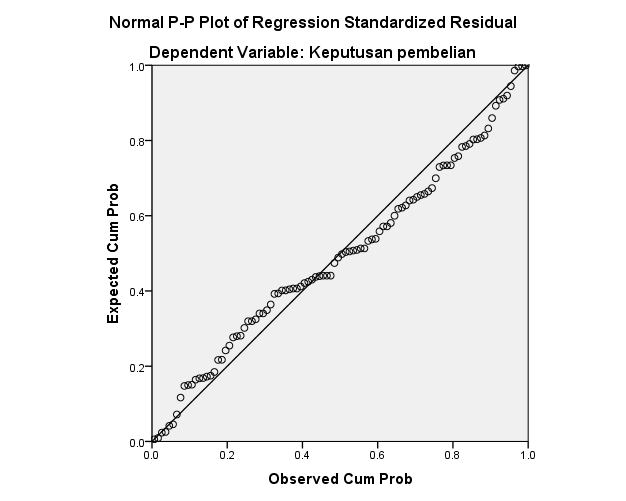 Normal P-P Plot of Regression Standardized Residual
Dependent Variable: Keputusan pembelian
1.0
0.8
0.6
0.4
0.2
0.0
Expected Cum Prob
0.0 0.2 0.4 0.6 0.8 1.0
Observed Cum Prob